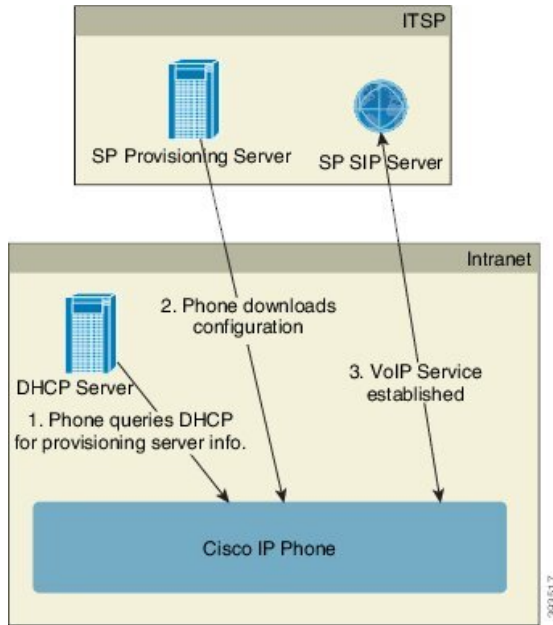 ITSP
SP Provisioning Server
SP SIP Server
Intranet
2. Phone downloads
configuration
DHCP Server
3. VoIP Service
established
1. Phone queries DHCP
for provisioning server info.
Cisco IP Phone
393517